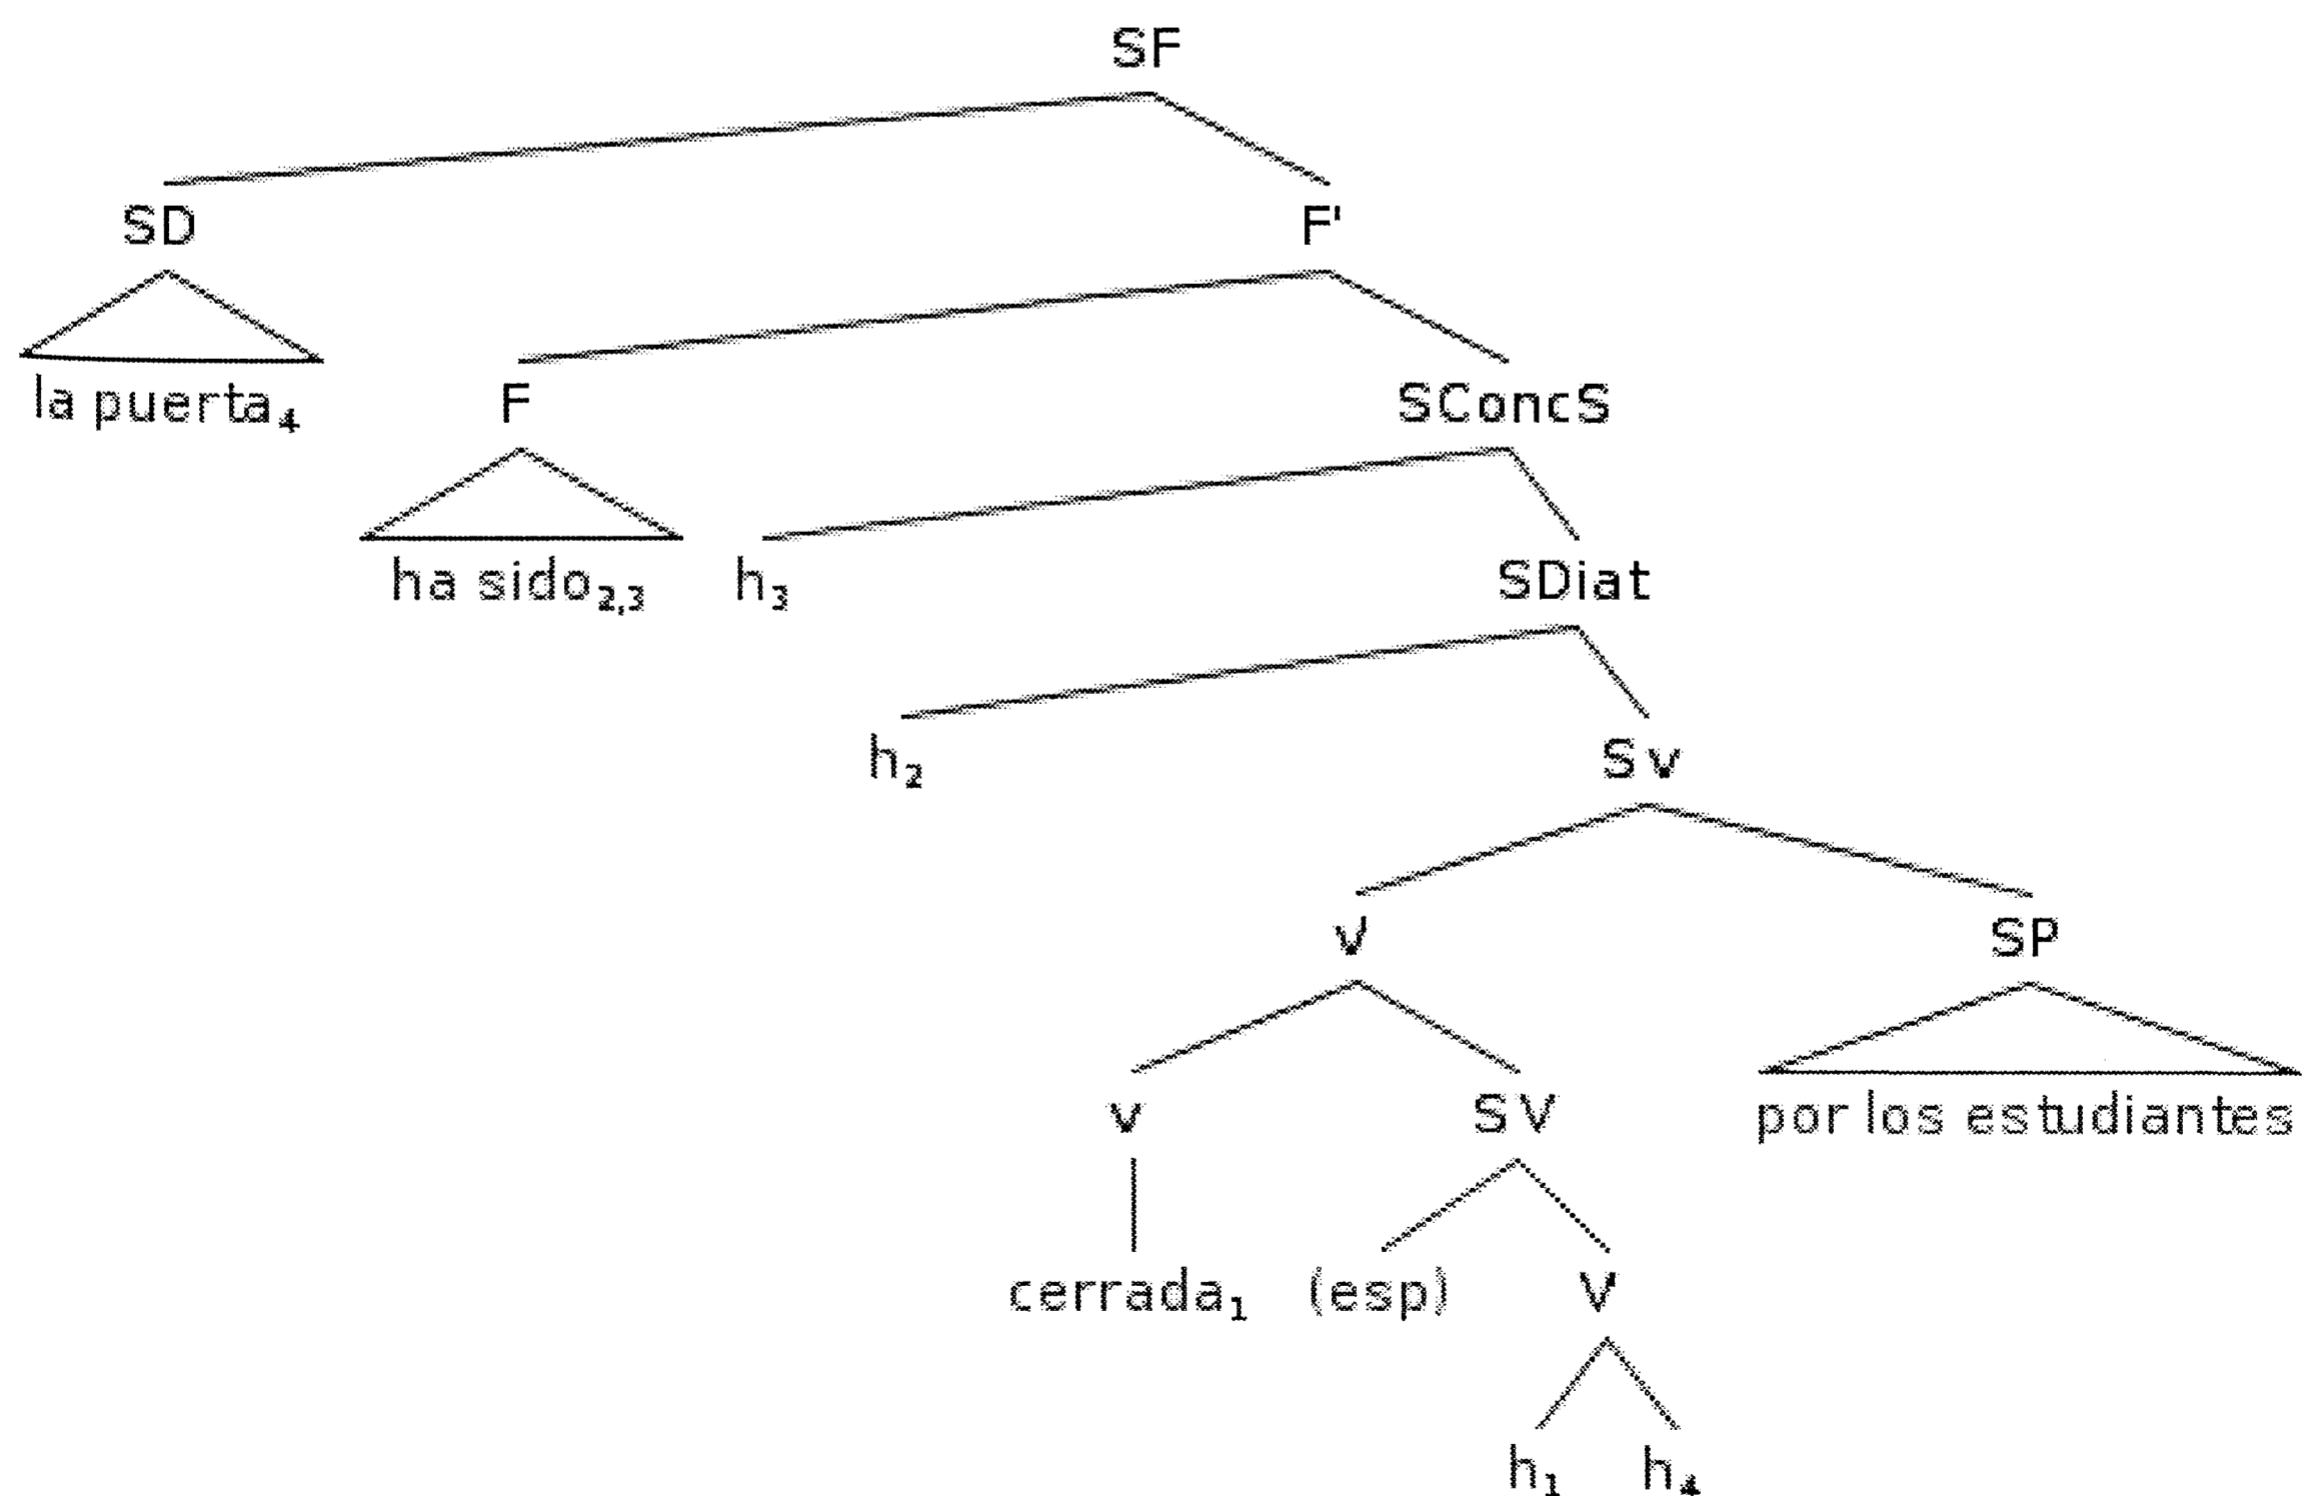 SF
SD F'
la puerta₄ F SConcS
ha sido₂,₃ h₃ SDiat
h₂ Sv
v SP
v SV por los estudiantes
cerrada₁ (esp) V
h₁ h₄